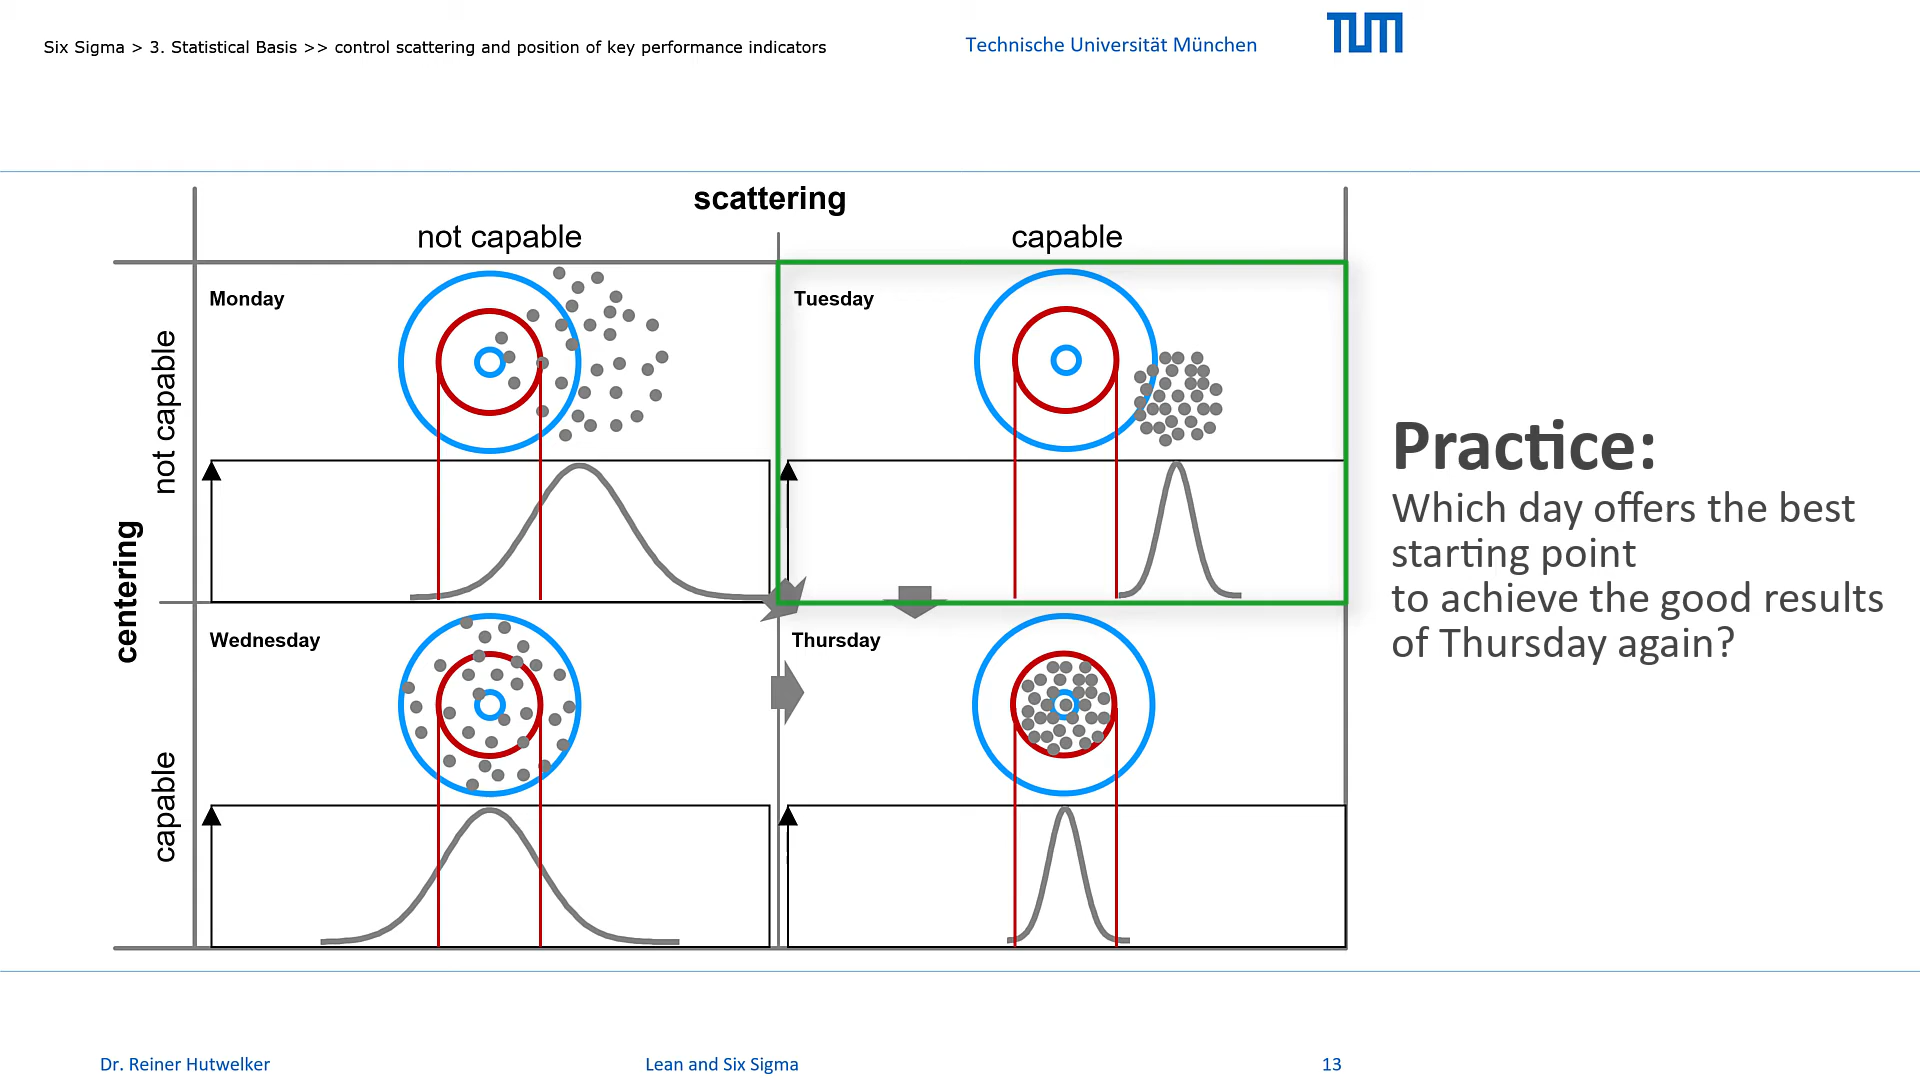 Six Sigma > 3. Statistical Basis >> control scattering and position of key performance indicators
Technische Universität München
TUM
scattering
not capable
capable
centering
not capable
Monday
Tuesday
capable
Wednesday
Thursday
Practice:
Which day offers the best
starting point
to achieve the good results
of Thursday again?
Dr. Reiner Hutwelker
Lean and Six Sigma
13